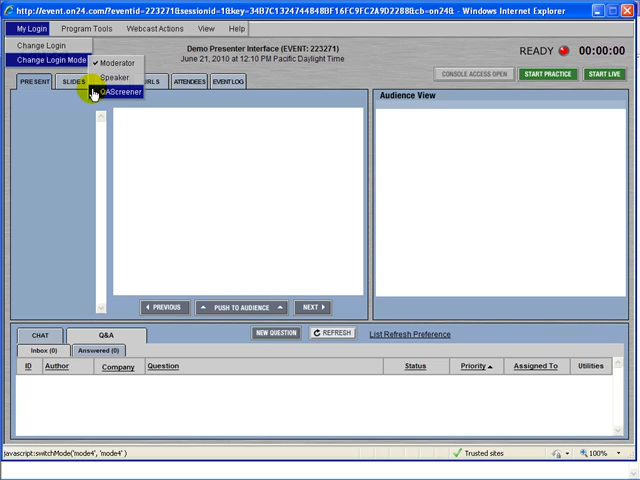 http://event.on24.com/?eventid=223271&sessionid=1&key=34B7C1324744848BF16FC9FC2A9D2288&cb=on24& - Windows Internet Explorer
My Login Program Tools Webcast Actions View Help
Change Login
Change Login Mode
Moderator
Speaker
QAScreener
Demo Presenter Interface (EVENT: 223271)
June 21, 2010 at 12:10 PM Pacific Daylight Time
READY 00:00:00
CONSOLE ACCESS OPEN START PRACTICE START LIVE
PRESENT SLIDES URLS ATTENDEES EVENT LOG
Audience View
PREVIOUS PUSH TO AUDIENCE NEXT
CHAT Q&A NEW QUESTION REFRESH List Refresh Preference
Inbox (0) Answered (0)
ID Author Company Question Status Priority Assigned To Utilities
javascript:switchMode('mode4', 'mode4' ) Trusted sites 100%